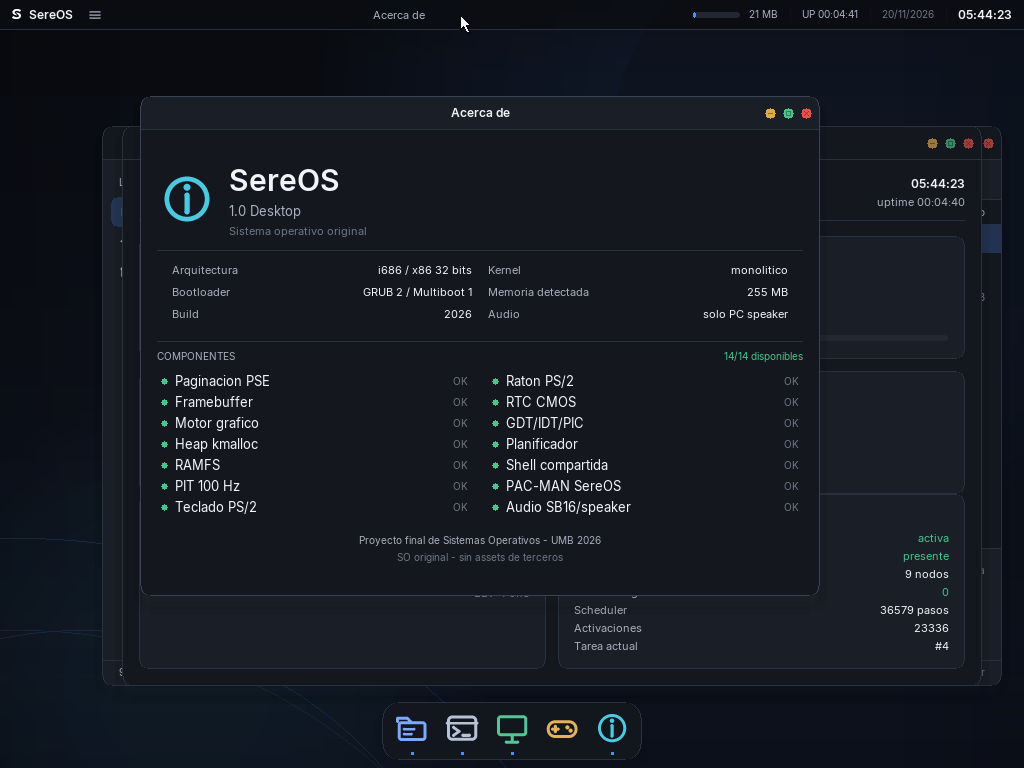 SereOS
Acerca de
21 MB
UP 00:04:41
20/11/2026
05:44:23
Acerca de
05:44:23
uptime 00:04:40
SereOS
1.0 Desktop
Sistema operativo original
Arquitectura i686 / x86 32 bits
Kernel monolitico
Bootloader GRUB 2 / Multiboot 1
Memoria detectada 255 MB
Build 2026
Audio solo PC speaker
COMPONENTES 14/14 disponibles
Paginacion PSE OK
Raton PS/2 OK
Framebuffer OK
RTC CMOS OK
Motor grafico OK
GDT/IDT/PIC OK
Heap kmalloc OK
Planificador OK
RAMFS OK
Shell compartida OK
PIT 100 Hz OK
PAC-MAN SereOS OK
Teclado PS/2 OK
Audio SB16/speaker OK
Proyecto final de Sistemas Operativos - UMB 2026
SO original - sin assets de terceros
activa
presente
9 nodos
0
Scheduler 36579 pasos
Activaciones 23336
Tarea actual #4